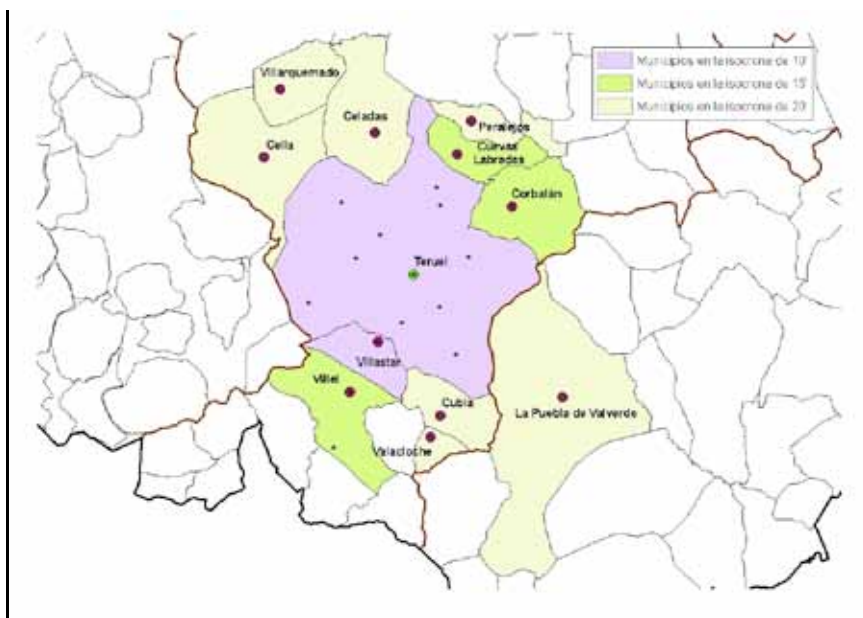 Municipios en la isocrona de 10'
Municipios en la isocrona de 15'
Municipios en la isocrona de 20'
Villarquemado
Celadas
Peralejos
Cella
Cuevas
Labradas
Corbalán
Teruel
Villastar
Villel
Cubla
La Puebla de Valverde
Valacloche